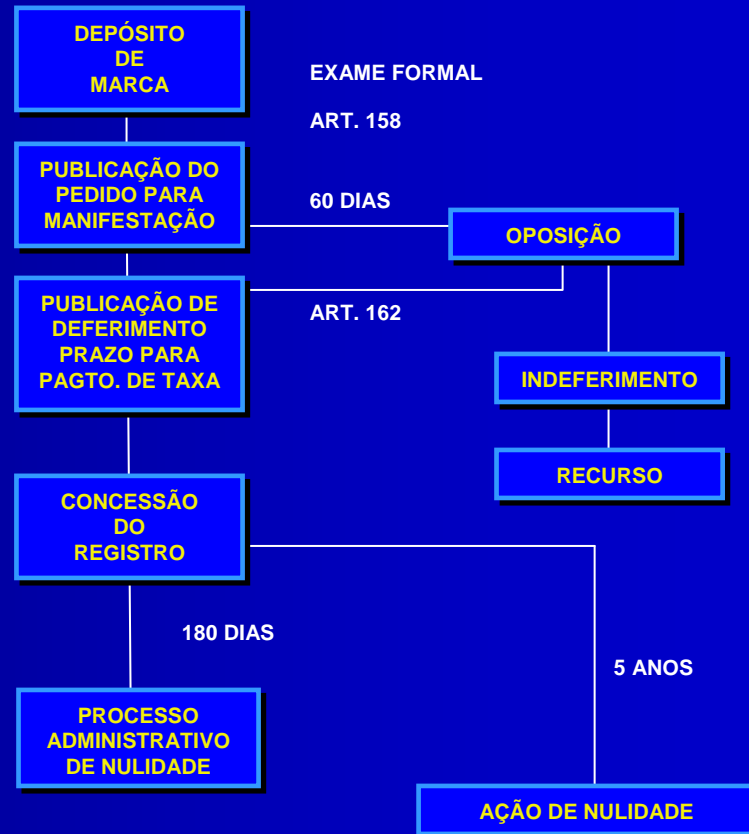 DEPÓSITO
DE
MARCA
EXAME FORMAL
ART. 158
PUBLICAÇÃO DO
PEDIDO PARA
MANIFESTAÇÃO
60 DIAS
OPOSIÇÃO
PUBLICAÇÃO DE
DEFERIMENTO
PRAZO PARA
PAGTO. DE TAXA
ART. 162
INDEFERIMENTO
RECURSO
CONCESSÃO
DO
REGISTRO
180 DIAS
5 ANOS
PROCESSO
ADMINISTRATIVO
DE NULIDADE
AÇÃO DE NULIDADE